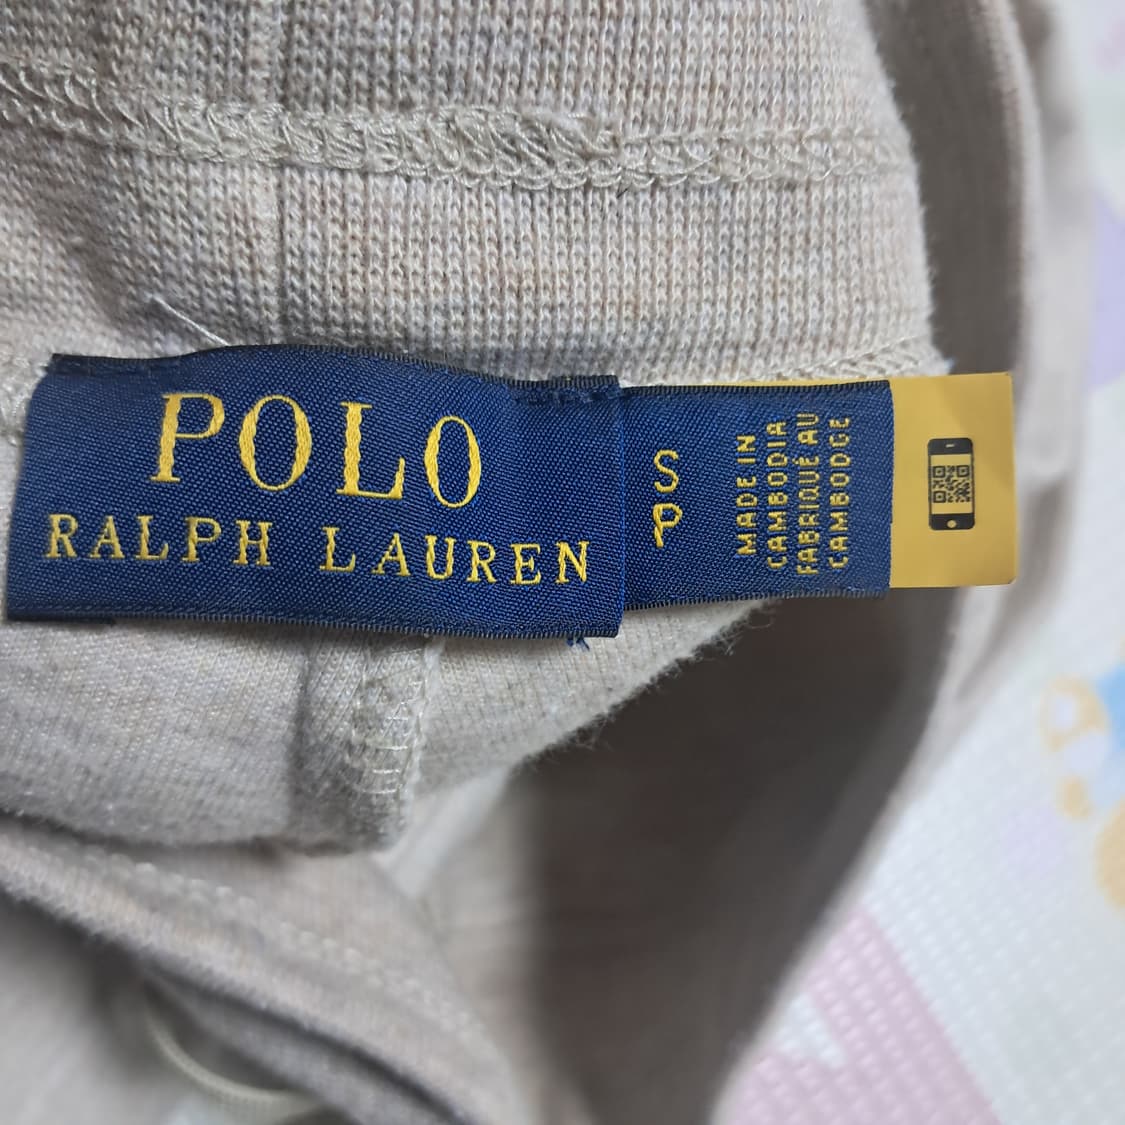 POLO
RALPH LAUREN
S
P
MADE IN
CAMBODIA
FABRIQUÉ AU
CAMBODGE